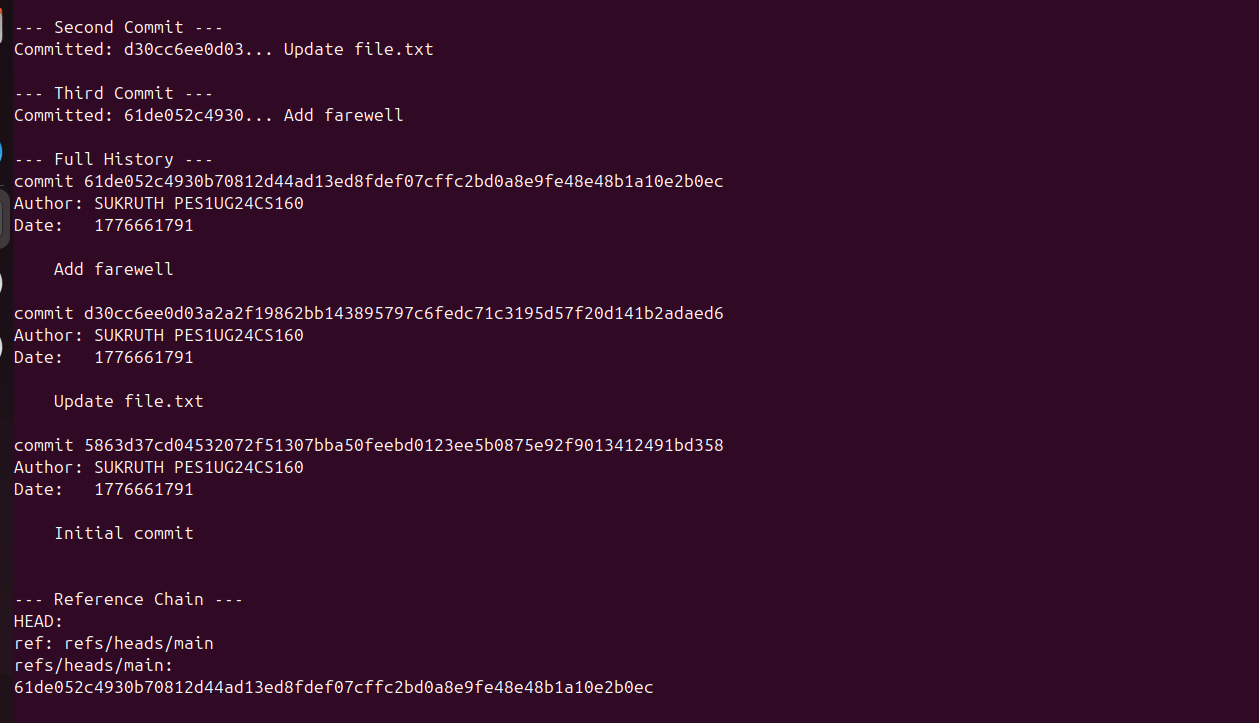 --- Second Commit ---
Committed: d30cc6ee0d03... Update file.txt
--- Third Commit ---
Committed: 61de052c4930... Add farewell
--- Full History ---
commit 61de052c4930b70812d44ad13ed8fdef07cffc2bd0a8e9fe48e48b1a10e2b0ec
Author: SUKRUTH PES1UG24CS160
Date:   1776661791
    Add farewell
commit d30cc6ee0d03a2a2f19862bb143895797c6fedc71c3195d57f20d141b2adaed6
Author: SUKRUTH PES1UG24CS160
Date:   1776661791
    Update file.txt
commit 5863d37cd04532072f51307bba50feebd0123ee5b0875e92f9013412491bd358
Author: SUKRUTH PES1UG24CS160
Date:   1776661791
    Initial commit
--- Reference Chain ---
HEAD:
ref: refs/heads/main
refs/heads/main:
61de052c4930b70812d44ad13ed8fdef07cffc2bd0a8e9fe48e48b1a10e2b0ec